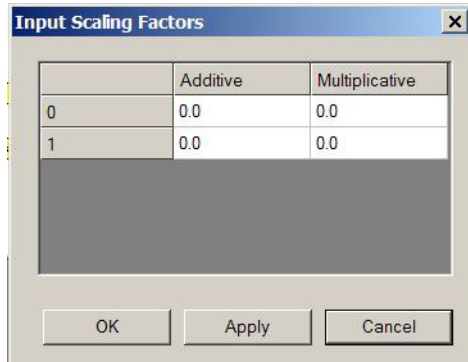 Input Scaling Factors
Additive Multiplicative
0 0.0 0.0
1 0.0 0.0
OK Apply Cancel